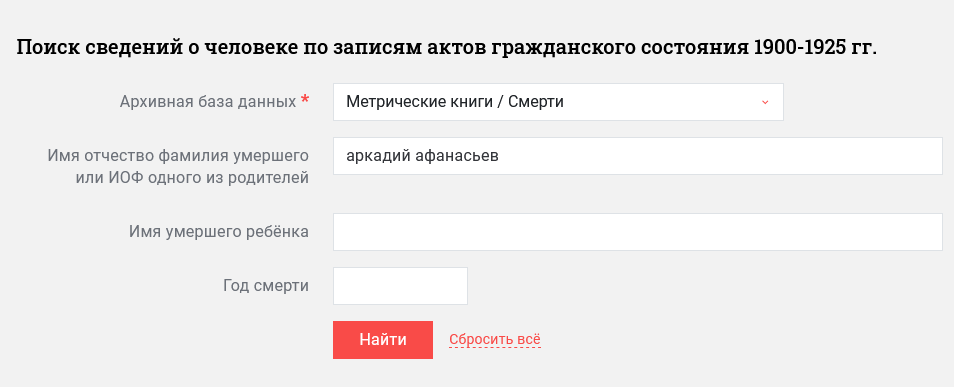 Поиск сведений о человеке по записям актов гражданского состояния 1900-1925 гг.
Архивная база данных *
Метрические книги / Смерти
Имя отчество фамилия умершего
или ИОФ одного из родителей
аркадий афанасьев
Имя умершего ребёнка
Год смерти
Найти
Сбросить всё